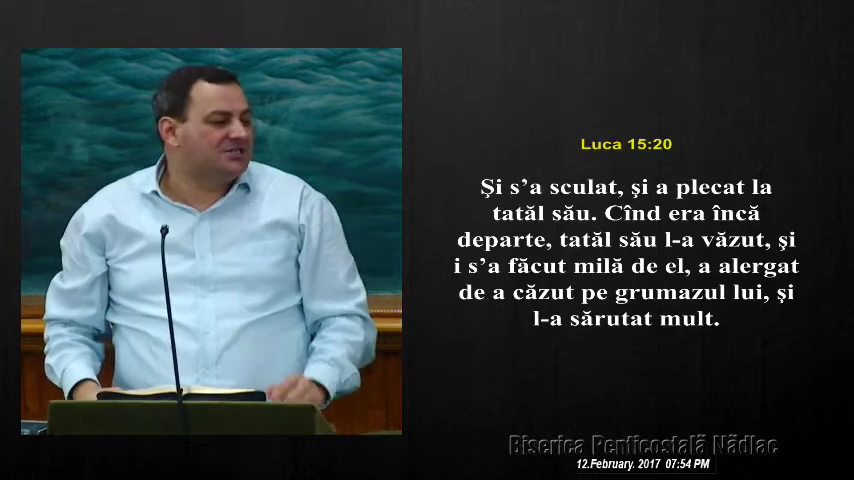 Luca 15:20
Şi s’a sculat, şi a plecat la
tatăl său. Cînd era încă
departe, tatăl său l-a văzut, şi
i s’a făcut milă de el, a alergat
de a căzut pe grumazul lui, şi
l-a sărutat mult.
Biserica Penticostală Nădlac
12.February. 2017 07:54 PM